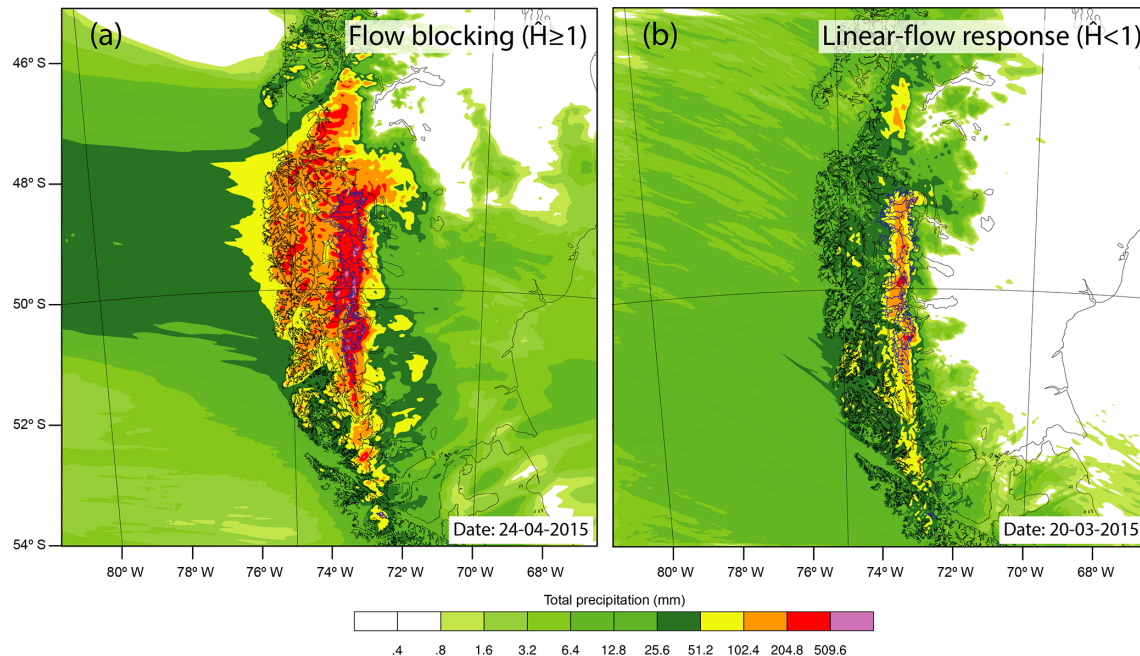 (a) Flow blocking (Ĥ≥1)
(b) Linear-flow response (Ĥ<1)
46° S
48° S
50° S
52° S
54° S
Date: 24-04-2015
Date: 20-03-2015
80° W 78° W 76° W 74° W 72° W 70° W 68° W
80° W 78° W 76° W 74° W 72° W 70° W 68° W
Total precipitation (mm)
.4 .8 1.6 3.2 6.4 12.8 25.6 51.2 102.4 204.8 509.6